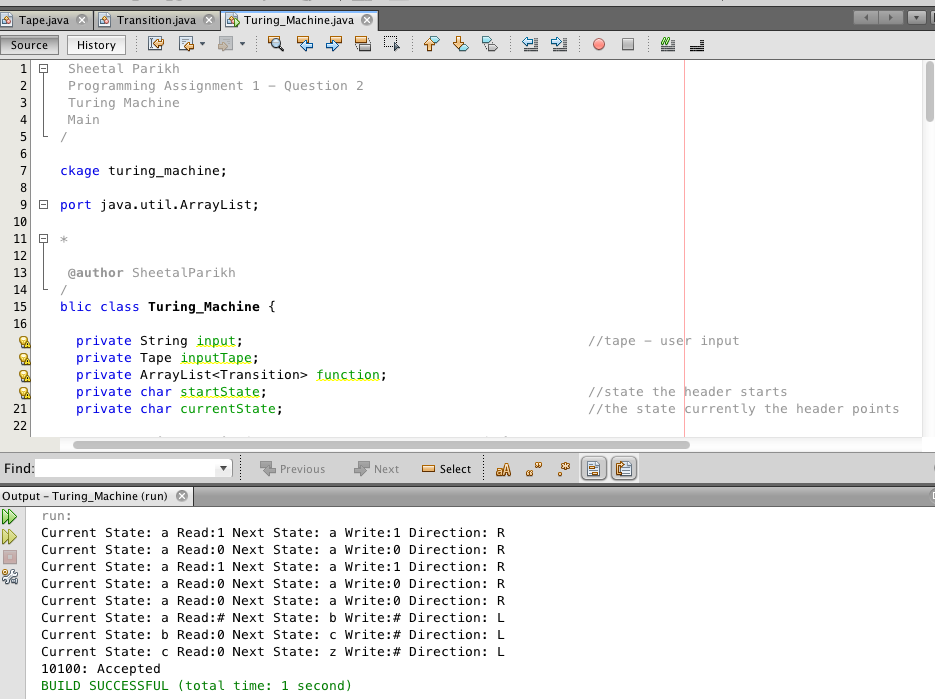 Tape.java Transition.java Turing_Machine.java
Source History
1 Sheetal Parikh
2 Programming Assignment 1 – Question 2
3 Turing Machine
4 Main
5 /
6
7 ckage turing_machine;
8
9 port java.util.ArrayList;
10
11 *
12
13 @author SheetalParikh
14 /
15 blic class Turing_Machine {
16
private String input; //tape – user input
private Tape inputTape;
private ArrayList<Transition> function;
private char startState; //state the header starts
21 private char currentState; //the state currently the header points
22
Find: Previous Next Select aA
Output – Turing_Machine (run)
run:
Current State: a Read:1 Next State: a Write:1 Direction: R
Current State: a Read:0 Next State: a Write:0 Direction: R
Current State: a Read:1 Next State: a Write:1 Direction: R
Current State: a Read:0 Next State: a Write:0 Direction: R
Current State: a Read:0 Next State: a Write:0 Direction: R
Current State: a Read:# Next State: b Write:# Direction: L
Current State: b Read:0 Next State: c Write:# Direction: L
Current State: c Read:0 Next State: z Write:# Direction: L
10100: Accepted
BUILD SUCCESSFUL (total time: 1 second)